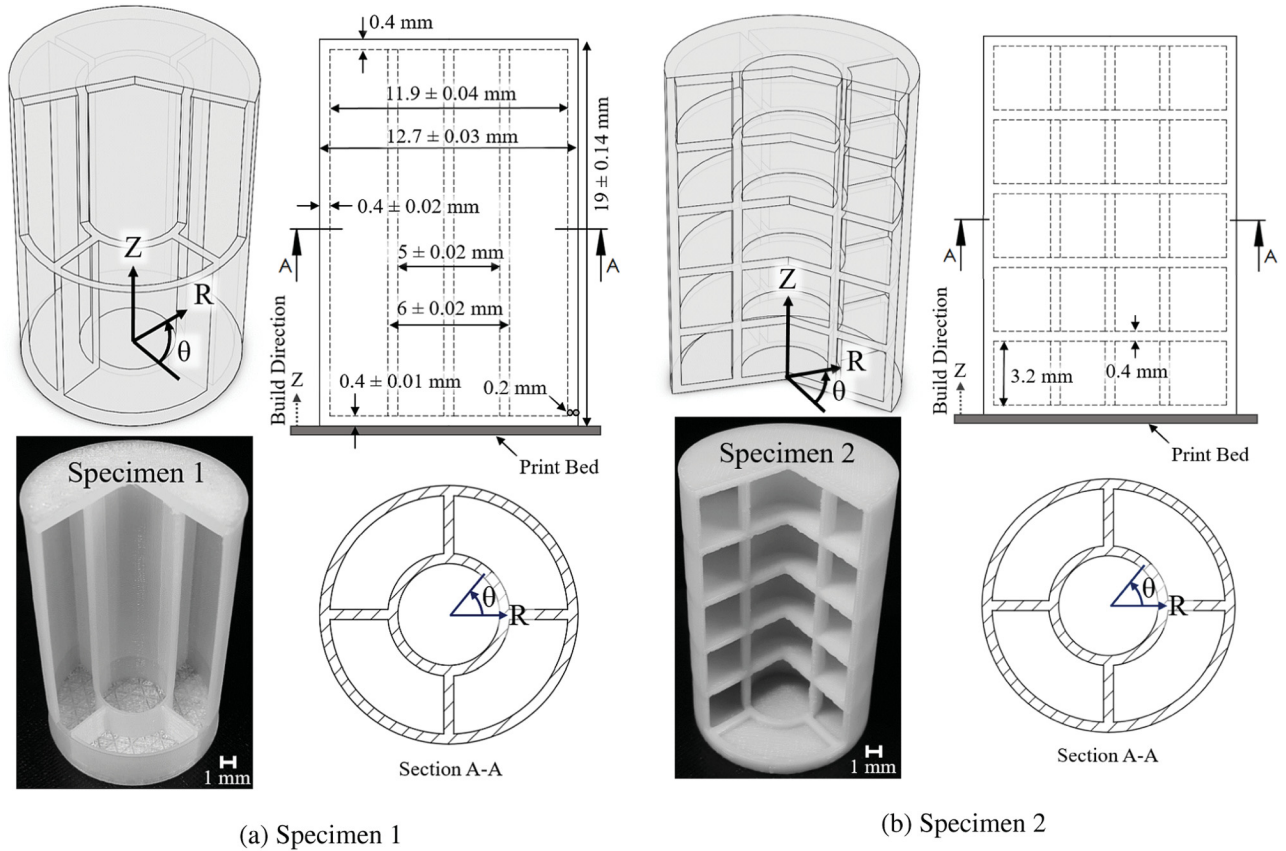 0.4 mm
11.9 ± 0.04 mm
12.7 ± 0.03 mm
19 ± 0.14 mm
0.4 ± 0.02 mm
A
A
5 ± 0.02 mm
6 ± 0.02 mm
0.4 ± 0.01 mm
0.2 mm
Build Direction
Z
Print Bed
Z
R
θ
Specimen 1
1 mm
θ
R
Section A-A
(a) Specimen 1
Z
R
θ
A
A
Build Direction
Z
3.2 mm
0.4 mm
Print Bed
Specimen 2
1 mm
θ
R
Section A-A
(b) Specimen 2